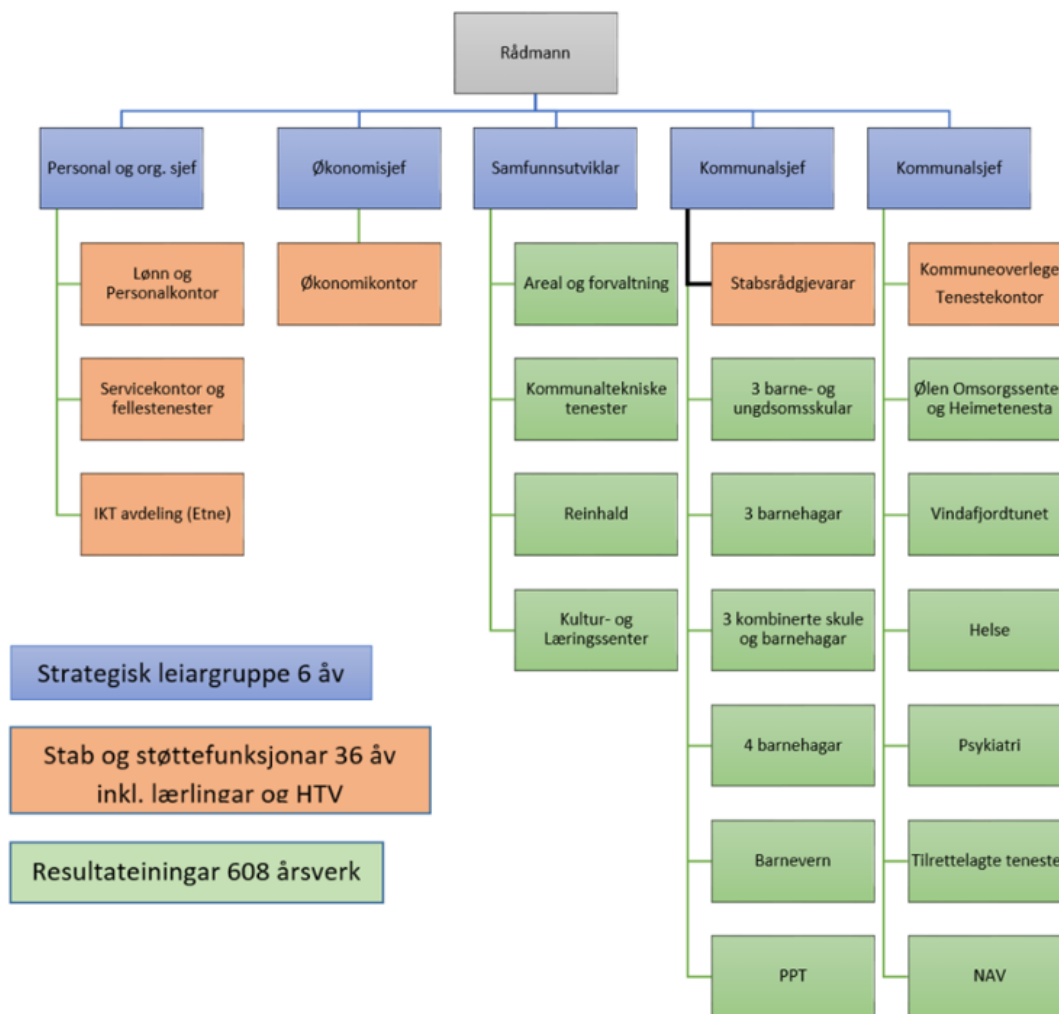 Rådmann
Personal og org. sjef
Økonomisjef
Samfunnsutviklar
Kommunalsjef
Kommunalsjef
Lønn og
Personalkontor
Servicekontor og
fellestenester
IKT avdeling (Etne)
Økonomikontor
Areal og forvaltning
Kommunaltekniske
tenester
Reinhald
Kultur- og
Læringssenter
Stabsrådgjevarar
3 barne- og
ungdsomsskular
3 barnehagar
3 kombinerte skule
og barnehagar
4 barnehagar
Barnevern
PPT
Kommuneoverlege
Tenestekontor
Ølen Omsorgssente
og Heimetenesta
Vindafjordtunet
Helse
Psykiatri
Tilrettelagte teneste
NAV
Strategisk leiargruppe 6 åv
Stab og støttefunksjonar 36 åv
inkl. lærlingar og HTV
Resultateiningar 608 årsverk